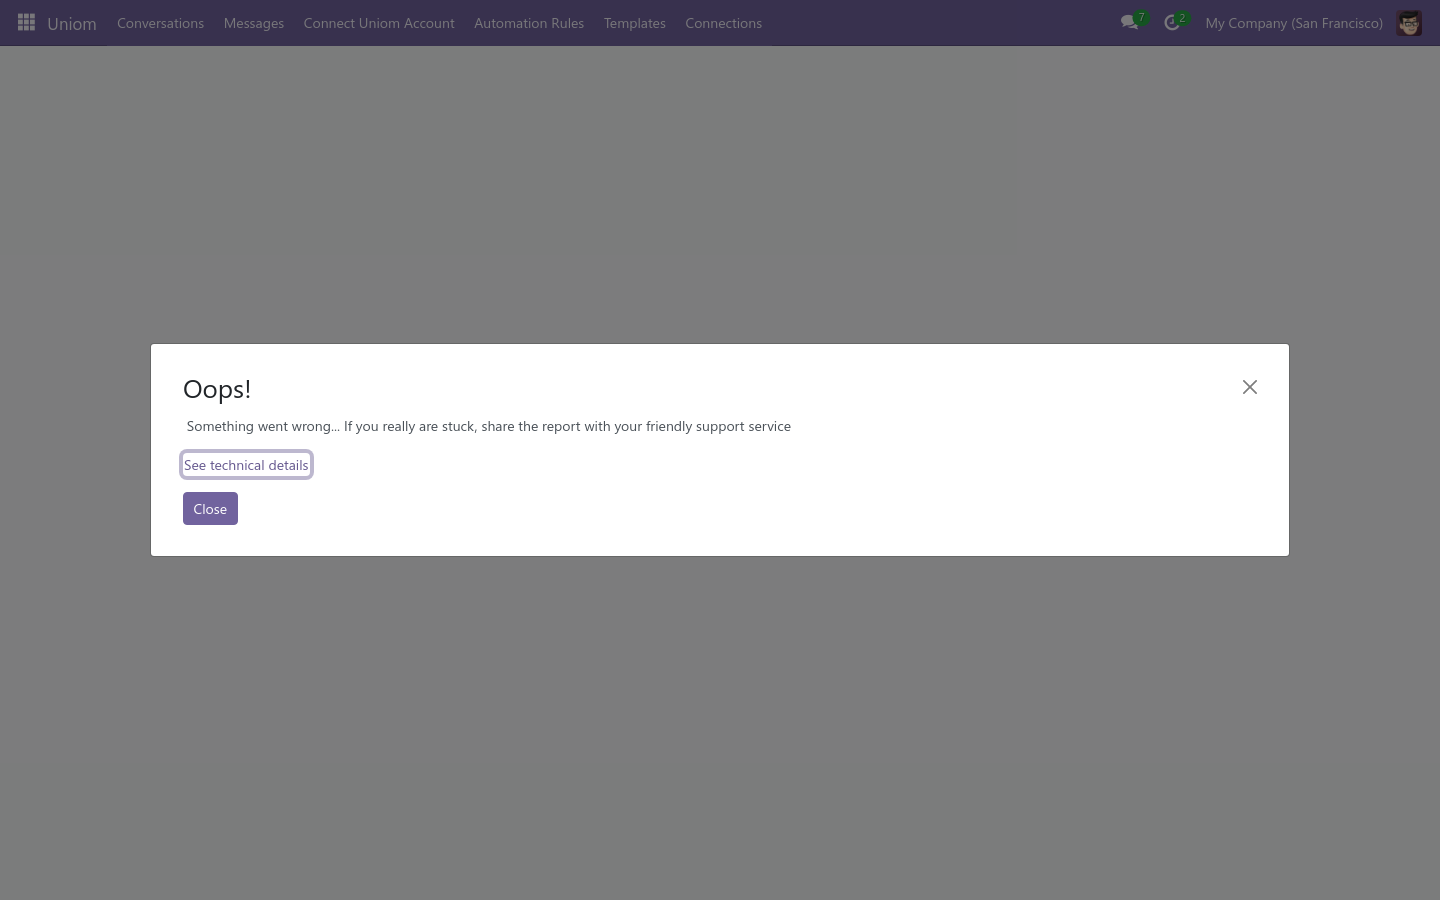 Uniom Conversations Messages Connect Uniom Account Automation Rules Templates Connections 7 2 My Company (San Francisco)
Oops!
Something went wrong... If you really are stuck, share the report with your friendly support service
See technical details
Close